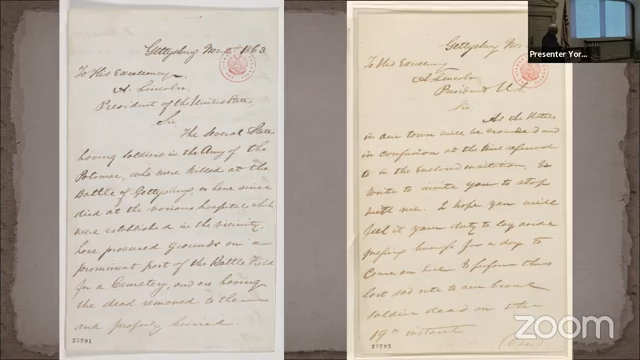 Gettysburg Nov. 2 1863
To His Excellency
A. Lincoln,
President of the United States,
Sir,
The Several States
having soldiers in the Army of the
Potomac, who were killed at the
Battle of Gettysburg, or have since
died at the various hospitals which
were established in the vicinity,
have procured grounds on a
prominent part of the Battle Field
for a Cemetery, and are having
the dead removed to them
and properly buried
21781
Gettysburg Nov
To His Excellency
A. Lincoln
President U.S.
Sir,
As the Hotels
in our town will be crowded and
in confusion at the time referred
to in the enclosed invitation, I
write to invite you to stop
with me. I hope you will
feel it your duty to lay aside
pressing business for a day to
come on here to perform this
last sad rite to our brave
soldier dead on the
19th instant
(Over)
27785
Presenter Yor...
zoom